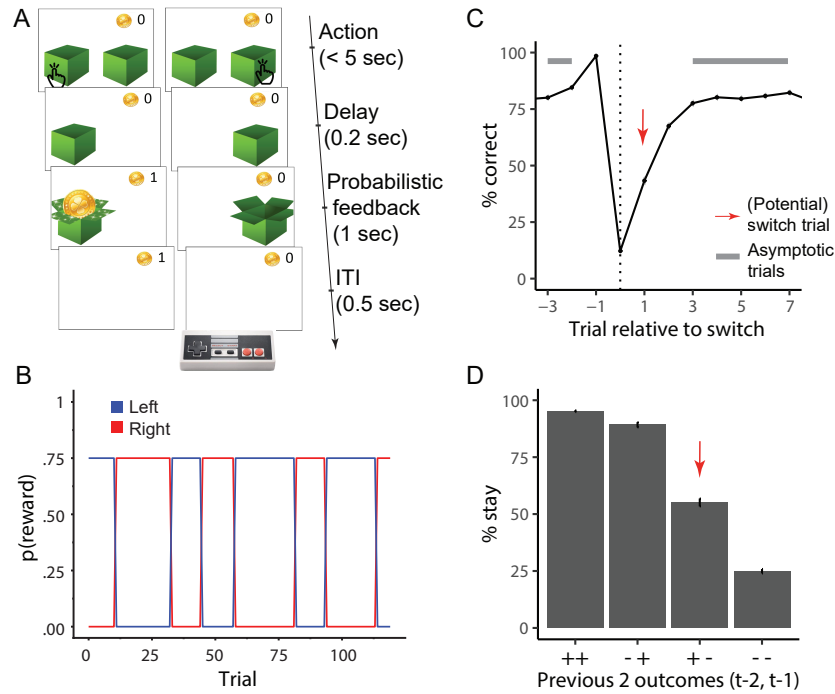 A
0
0
Action
(< 5 sec)
0
0
Delay
(0.2 sec)
1
0
Probabilistic
feedback
(1 sec)
1
0
ITI
(0.5 sec)
B
1
.75
.50
.25
.00
p(reward)
Left
Right
0
25
50
75
100
Trial
C
100
75
50
25
0
% correct
(Potential)
switch trial
Asymptotic
trials
−3
−1
1
3
5
7
Trial relative to switch
D
100
75
50
25
0
% stay
++
- +
+ -
- -
Previous 2 outcomes (t-2, t-1)